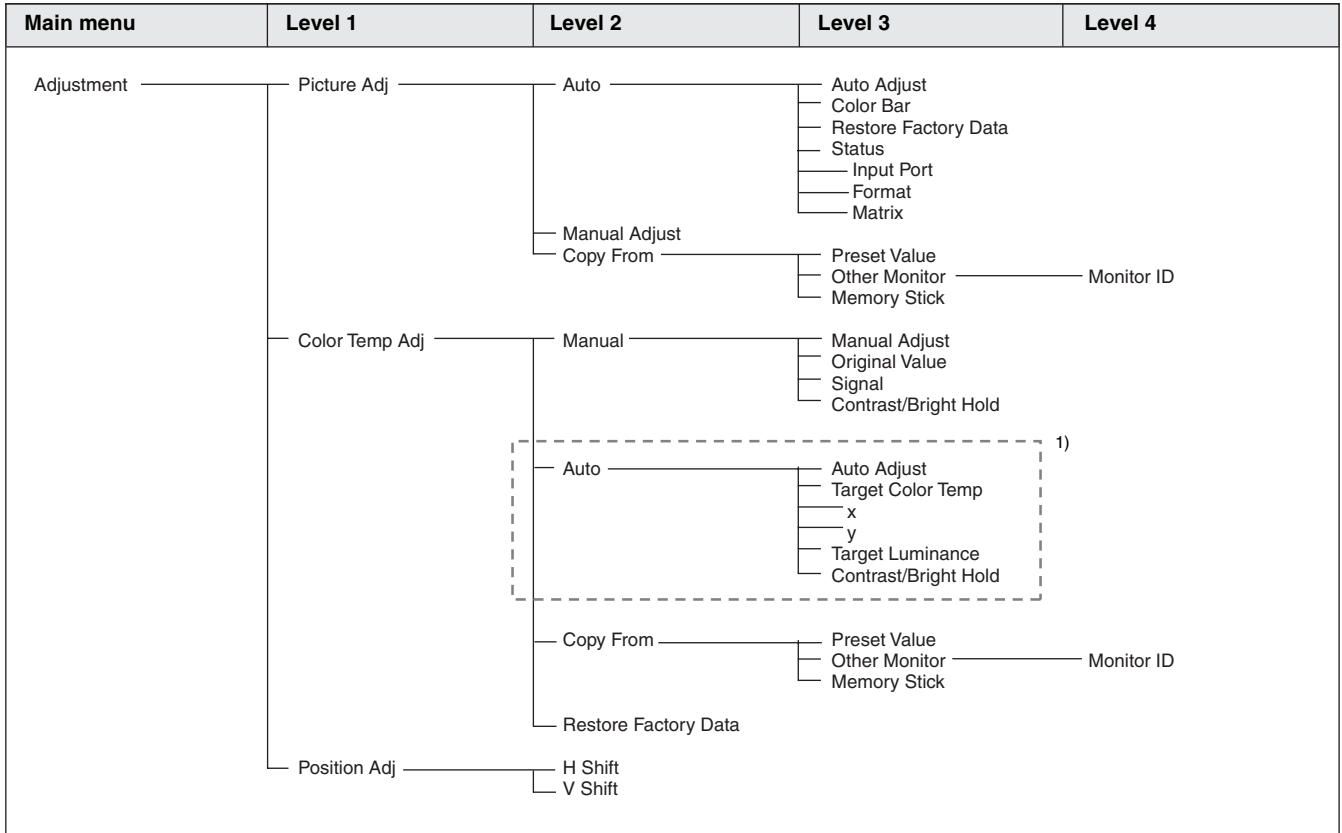 Main menu Level 1 Level 2 Level 3 Level 4
Adjustment Picture Adj Auto Auto Adjust
Color Bar
Restore Factory Data
Status
Input Port
Format
Matrix
Manual Adjust
Copy From Preset Value
Other Monitor Monitor ID
Memory Stick
Color Temp Adj Manual Manual Adjust
Original Value
Signal
Contrast/Bright Hold
1)
Auto Auto Adjust
Target Color Temp
x
y
Target Luminance
Contrast/Bright Hold
Copy From Preset Value
Other Monitor Monitor ID
Memory Stick
Restore Factory Data
Position Adj H Shift
V Shift